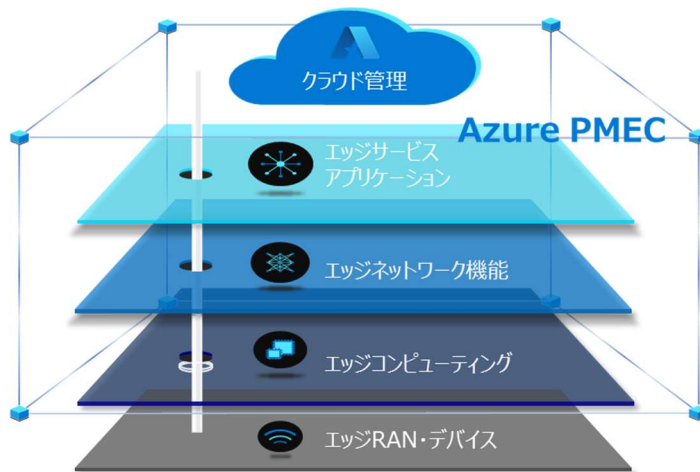 クラウド管理
Azure PMEC
エッジサービス
アプリケーション
エッジネットワーク機能
エッジコンピューティング
エッジRAN・デバイス